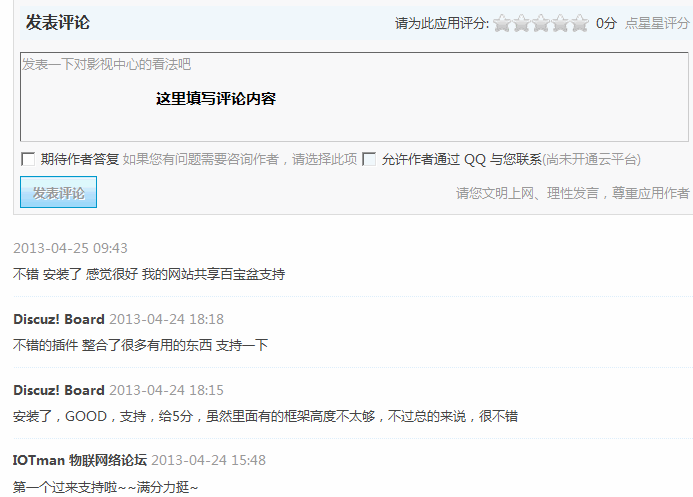 发表评论 请为此应用评分: 0分 点星星评分
发表一下对影视中心的看法吧
这里填写评论内容
期待作者答复 如果您有问题需要咨询作者，请选择此项 允许作者通过 QQ 与您联系(尚未开通云平台)
发表评论 请您文明上网、理性发言，尊重应用作者
2013-04-25 09:43
不错 安装了 感觉很好 我的网站共享百宝盆支持
Discuz! Board 2013-04-24 18:18
不错的插件 整合了很多有用的东西 支持一下
Discuz! Board 2013-04-24 18:15
安装了，GOOD，支持，给5分，虽然里面有的框架高度不太够，不过总的来说，很不错
IOTman 物联网络论坛 2013-04-24 15:48
第一个过来支持啦~~满分力挺~